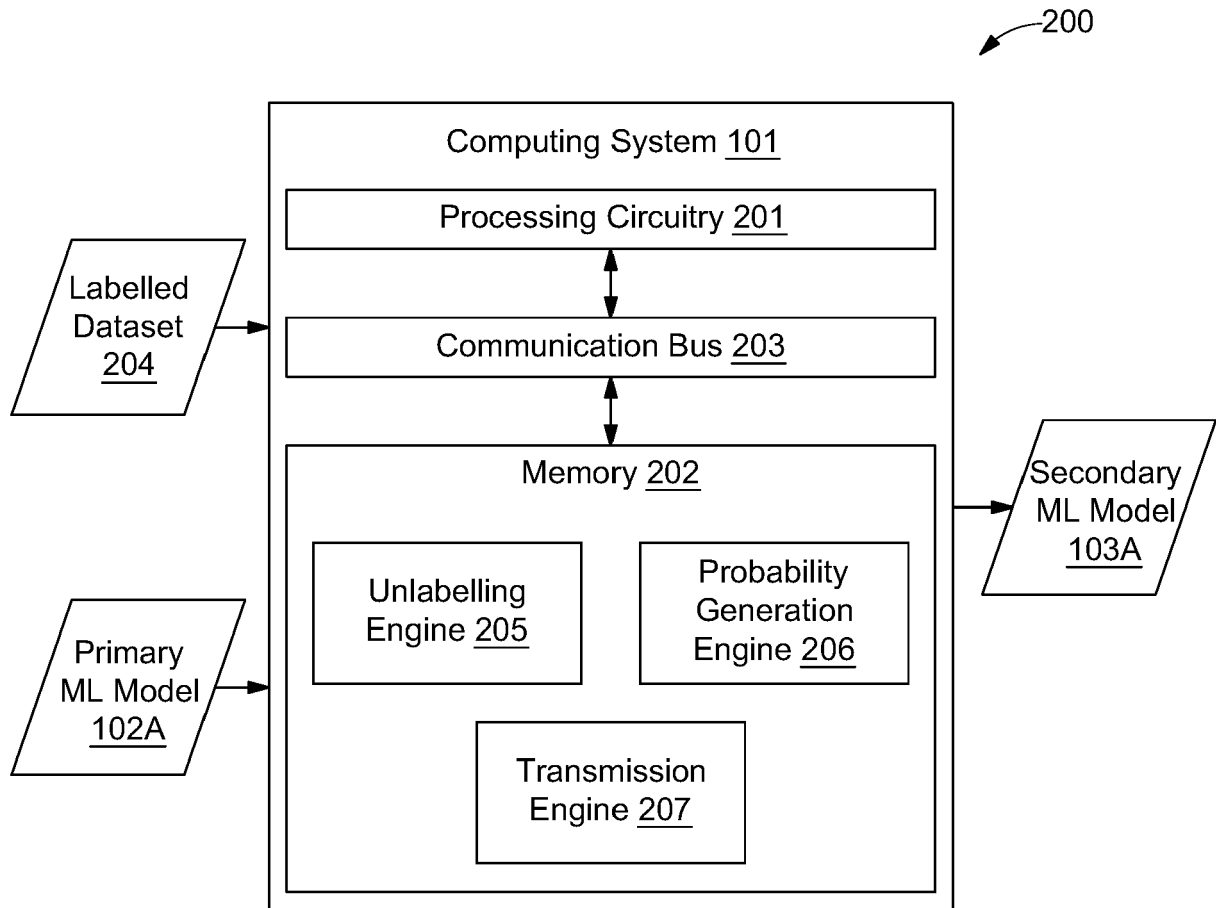 200
Computing System 101
Processing Circuitry 201
Labelled
Dataset
204
Communication Bus 203
Memory 202
Secondary
ML Model
103A
Unlabelling
Engine 205
Probability
Generation
Engine 206
Primary
ML Model
102A
Transmission
Engine 207